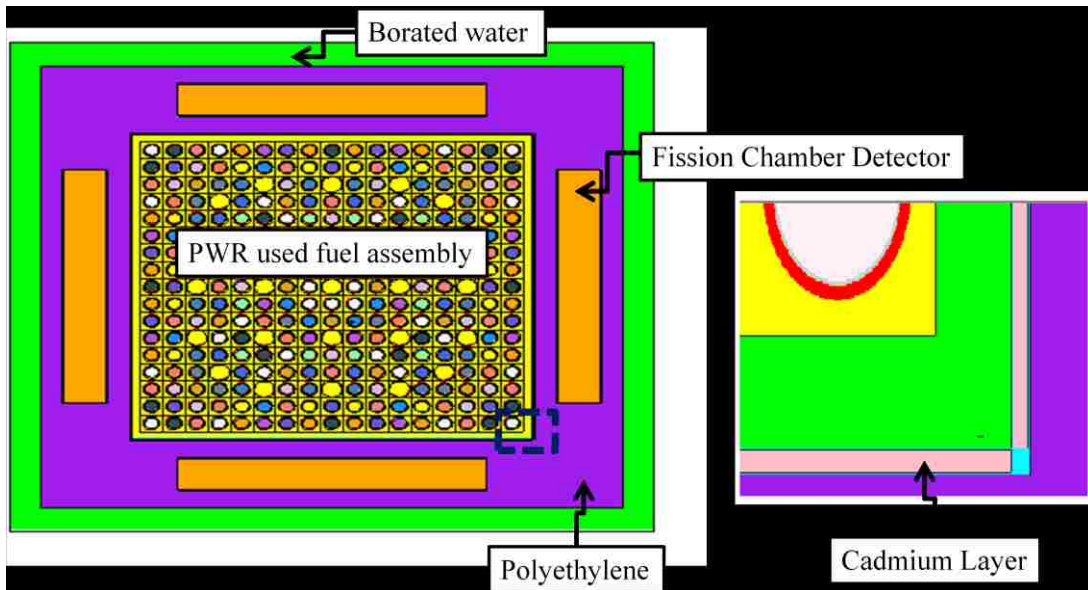 Borated water
Fission Chamber Detector
PWR used fuel assembly
Polyethylene
Cadmium Layer